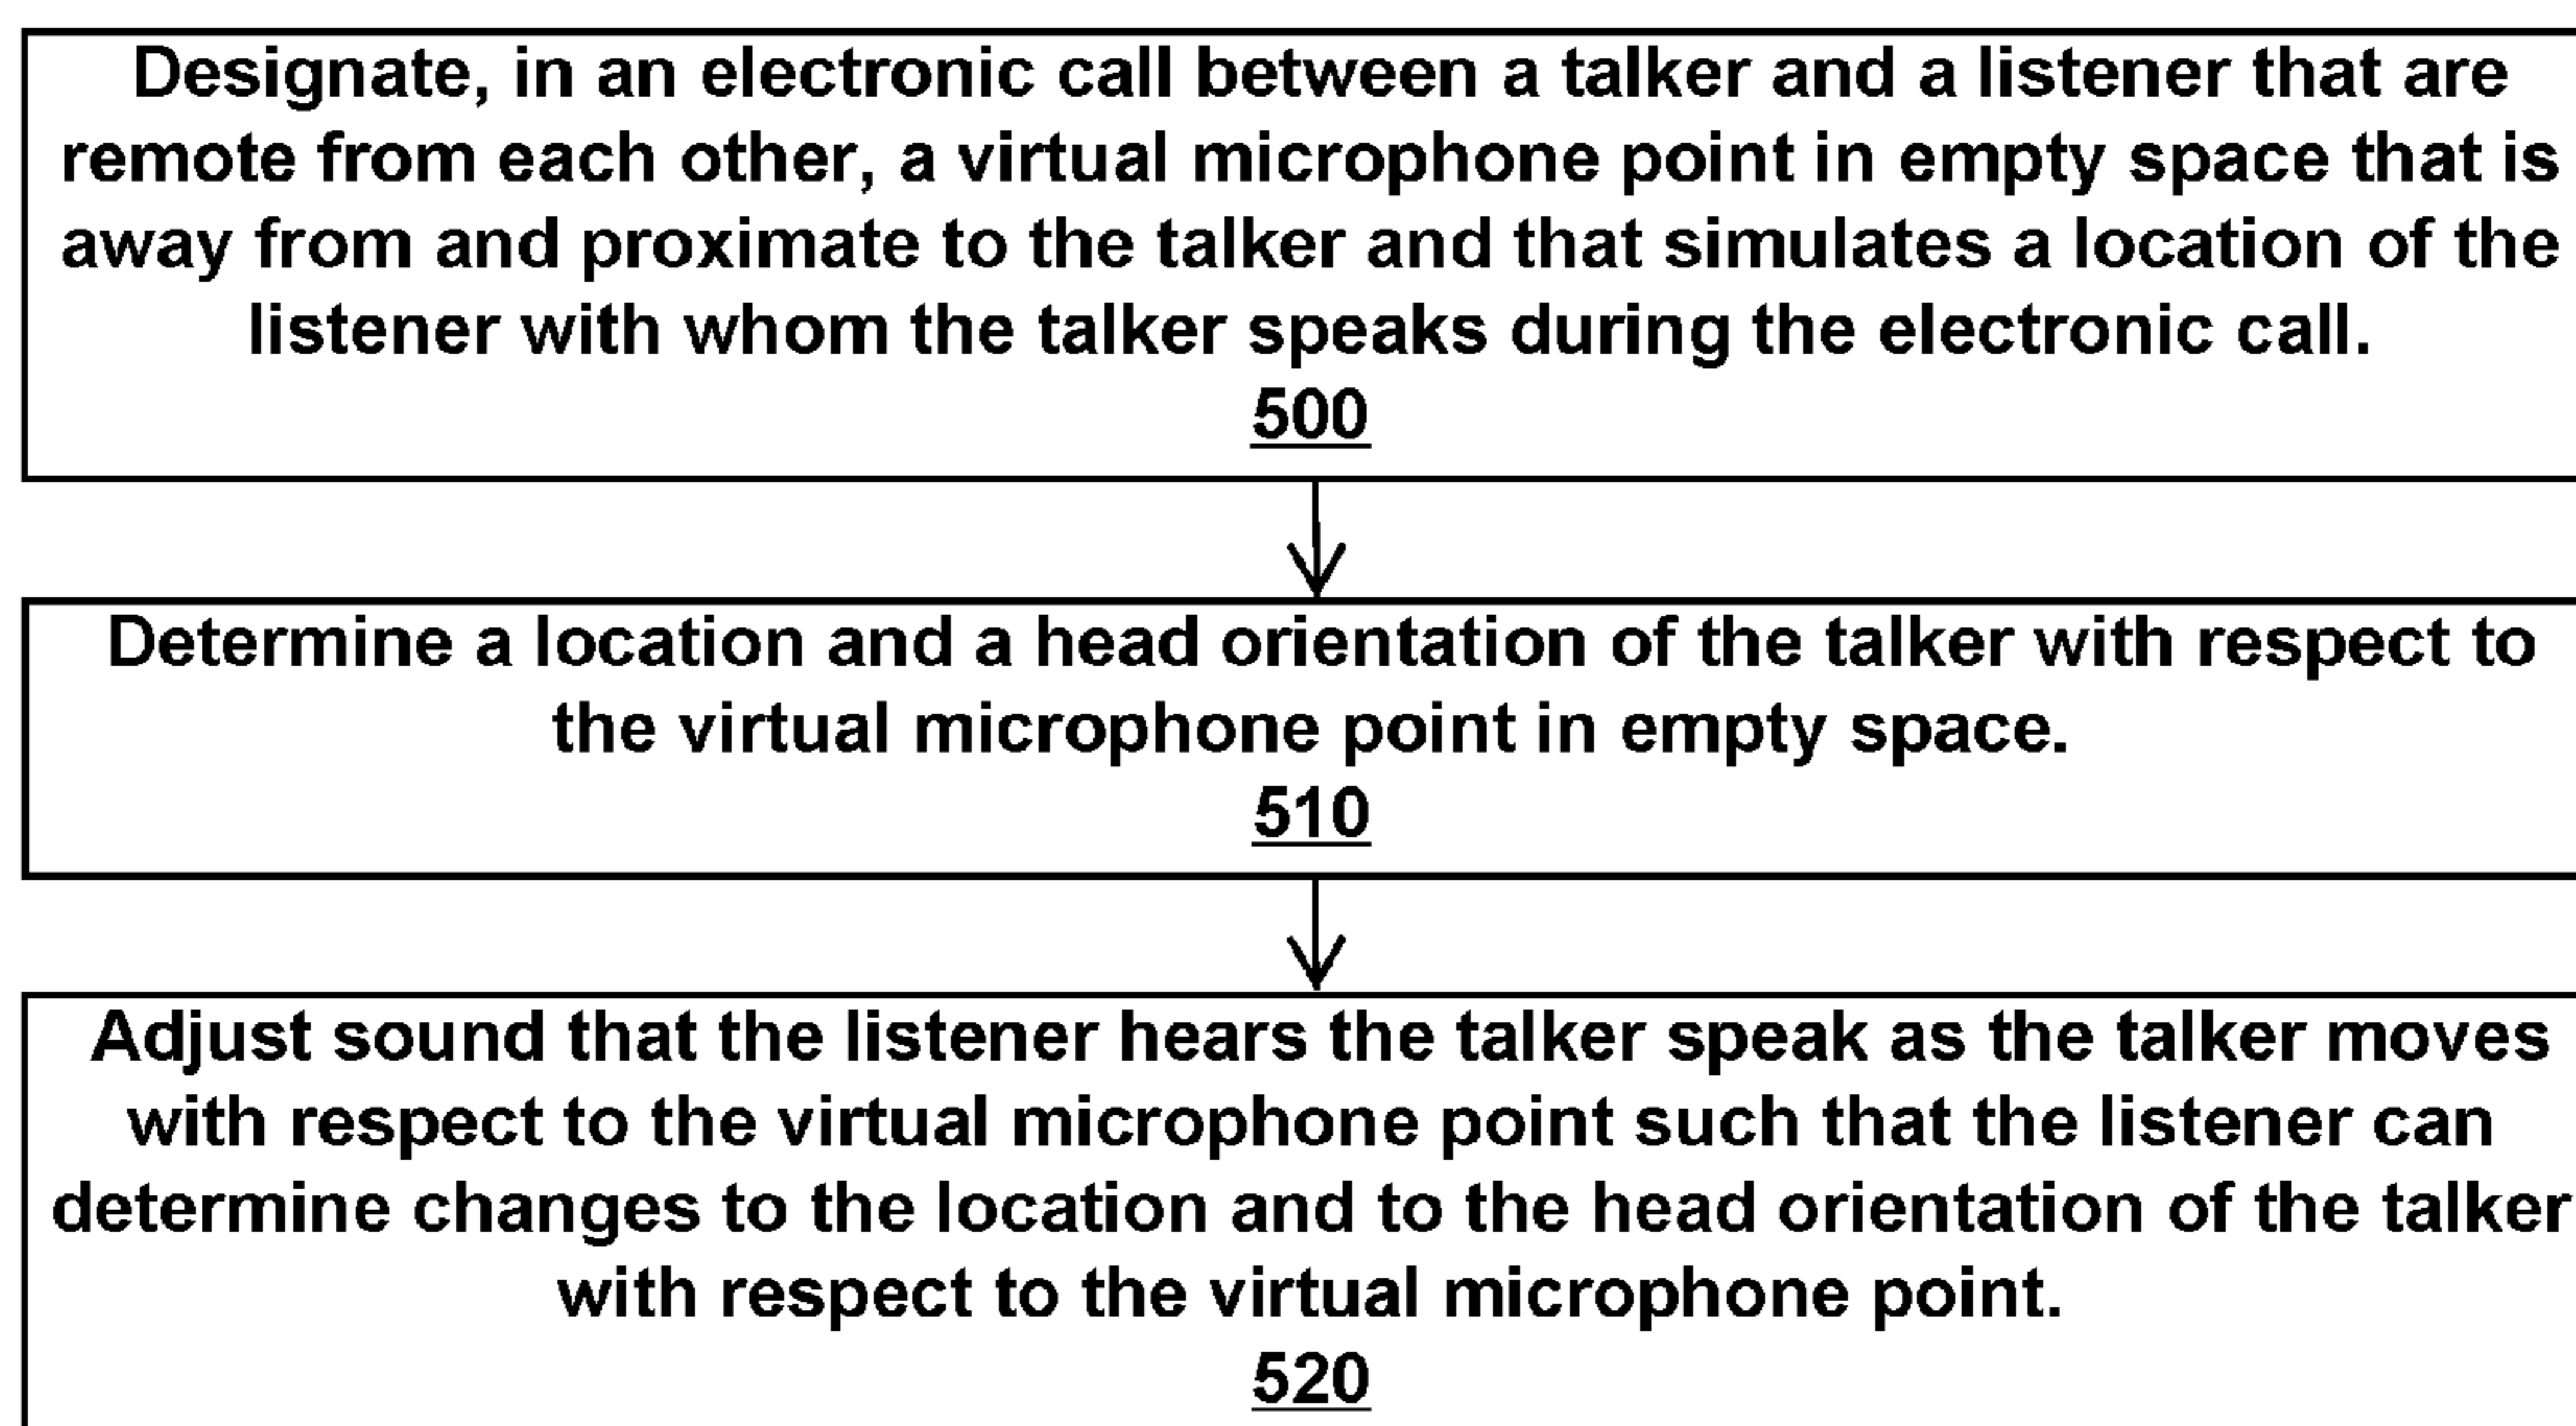 Designate, in an electronic call between a talker and a listener that are
remote from each other, a virtual microphone point in empty space that is
away from and proximate to the talker and that simulates a location of the
listener with whom the talker speaks during the electronic call.
500
Determine a location and a head orientation of the talker with respect to
the virtual microphone point in empty space.
510
Adjust sound that the listener hears the talker speak as the talker moves
with respect to the virtual microphone point such that the listener can
determine changes to the location and to the head orientation of the talker
with respect to the virtual microphone point.
520